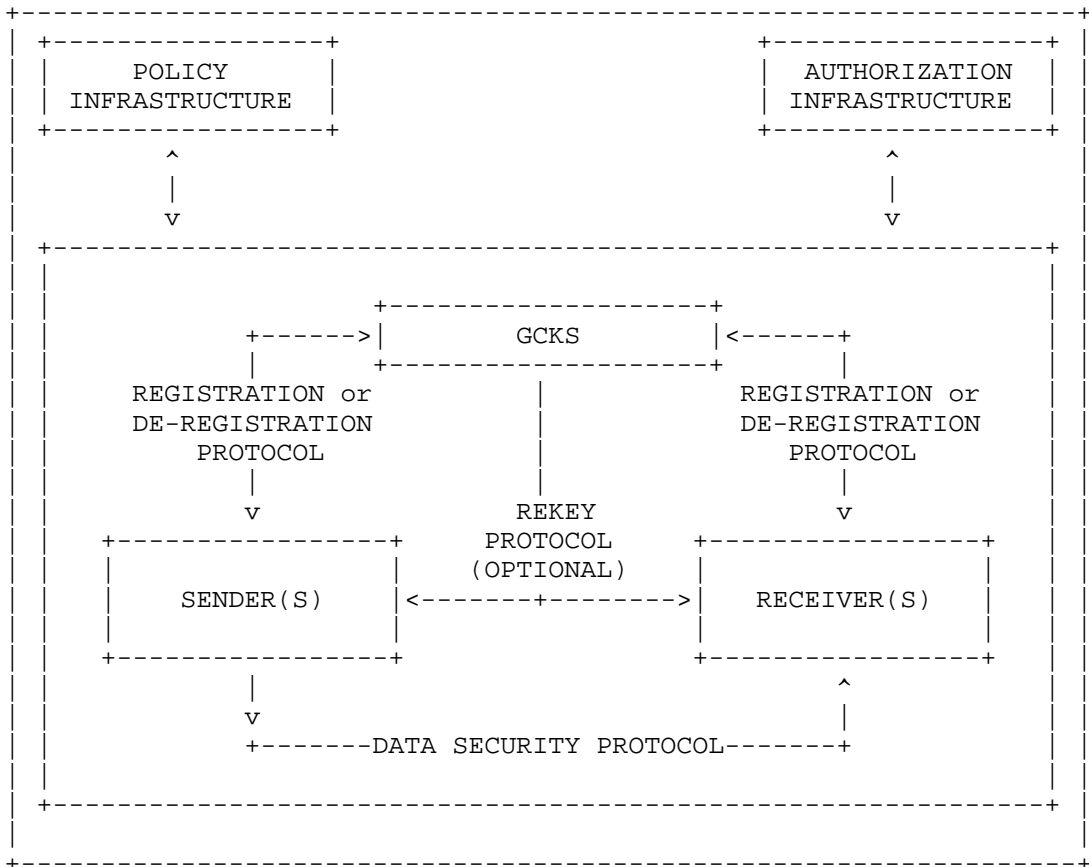 POLICY AUTHORIZATION
INFRASTRUCTURE INFRASTRUCTURE
GCKS
REGISTRATION or REGISTRATION or
DE-REGISTRATION DE-REGISTRATION
PROTOCOL PROTOCOL
REKEY
PROTOCOL
(OPTIONAL)
SENDER(S) RECEIVER(S)
DATA SECURITY PROTOCOL